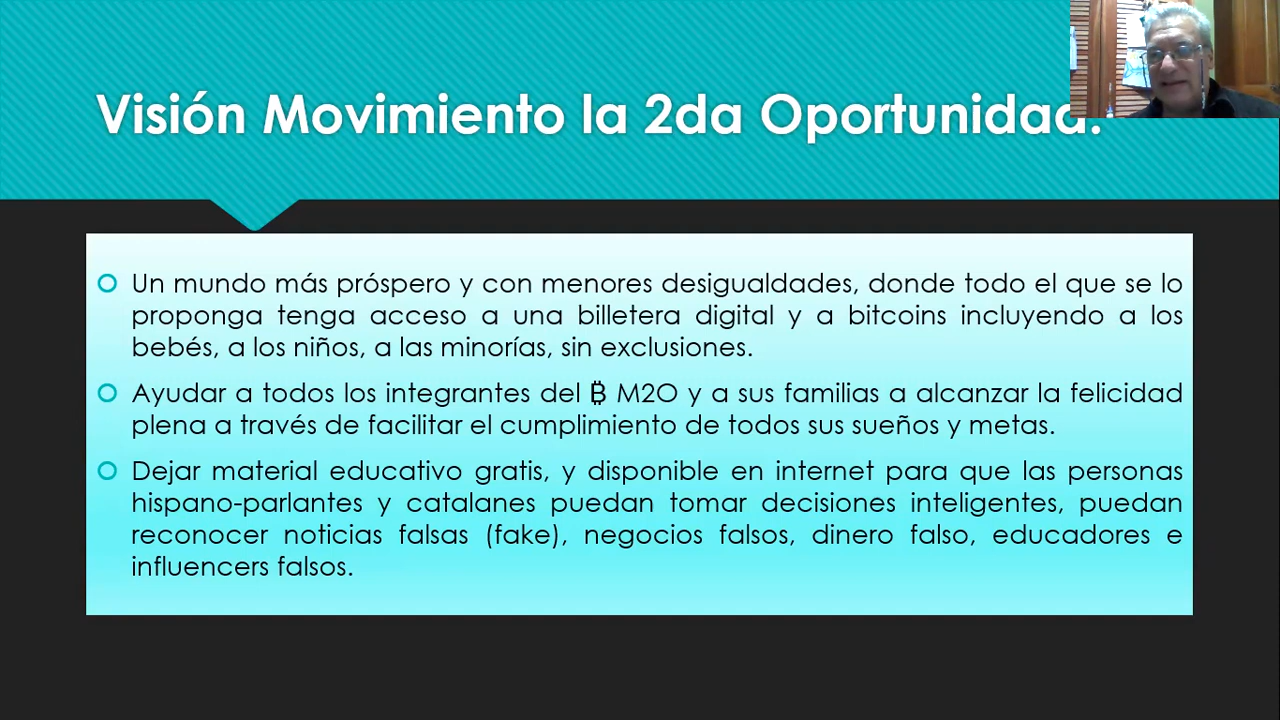 Visión Movimiento la 2da Oportunidad.
Un mundo más próspero y con menores desigualdades, donde todo el que se lo
proponga tenga acceso a una billetera digital y a bitcoins incluyendo a los
bebés, a los niños, a las minorías, sin exclusiones.
Ayudar a todos los integrantes del ₿ M2O y a sus familias a alcanzar la felicidad
plena a través de facilitar el cumplimiento de todos sus sueños y metas.
Dejar material educativo gratis, y disponible en internet para que las personas
hispano-parlantes y catalanes puedan tomar decisiones inteligentes, puedan
reconocer noticias falsas (fake), negocios falsos, dinero falso, educadores e
influencers falsos.